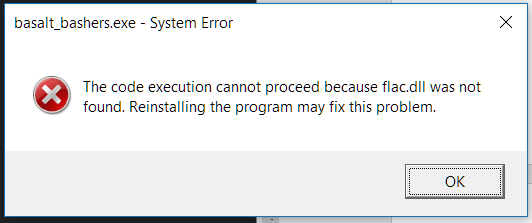 basalt_bashers.exe - System Error
The code execution cannot proceed because flac.dll was not
found. Reinstalling the program may fix this problem.
OK